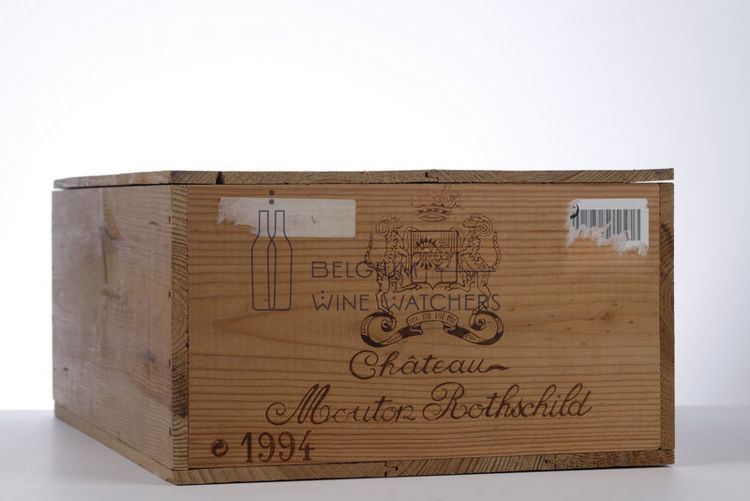 BELGIUM
WINE WATCHERS
Château
Mouton Rothschild
1994